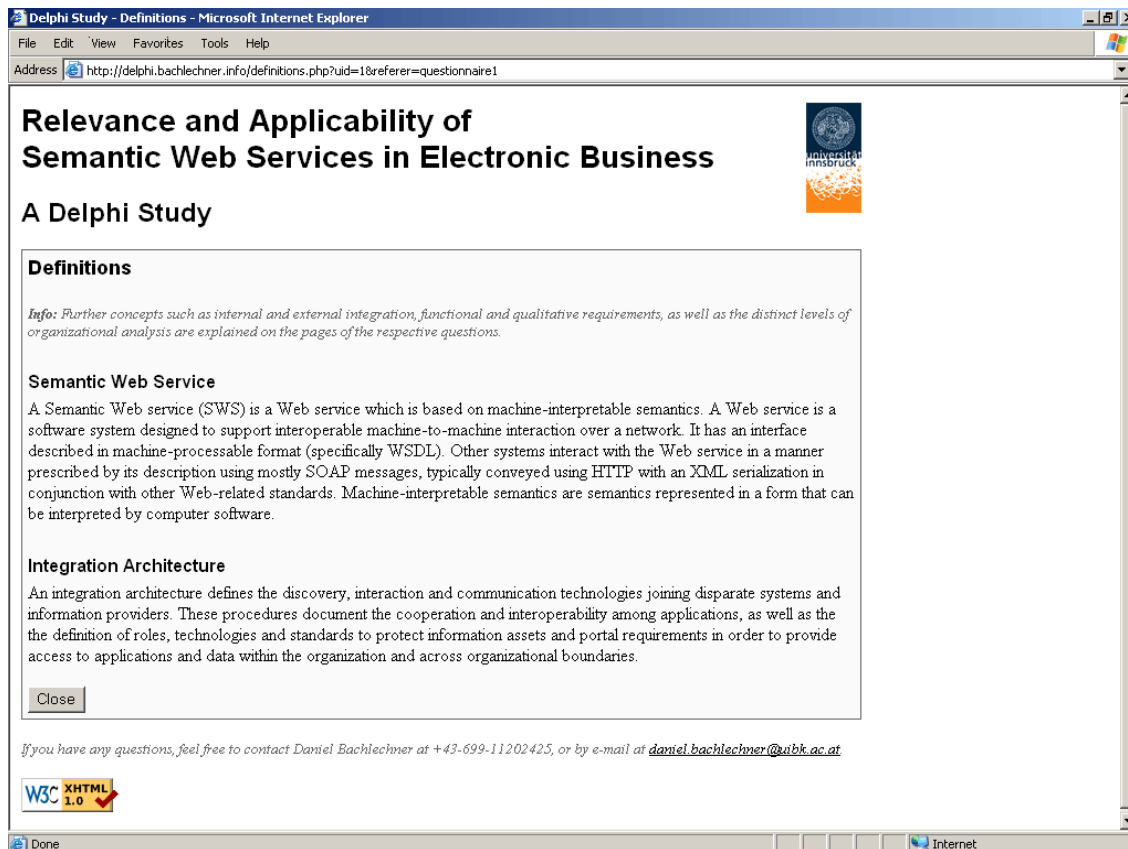 Delphi Study - Definitions - Microsoft Internet Explorer
File Edit View Favorites Tools Help
Address http://delphi.bachlechner.info/definitions.php?uid=1&referer=questionnaire1
Relevance and Applicability of
Semantic Web Services in Electronic Business
universität
innsbruck
A Delphi Study
Definitions
Info: Further concepts such as internal and external integration, functional and qualitative requirements, as well as the distinct levels of
organizational analysis are explained on the pages of the respective questions.
Semantic Web Service
A Semantic Web service (SWS) is a Web service which is based on machine-interpretable semantics. A Web service is a
software system designed to support interoperable machine-to-machine interaction over a network. It has an interface
described in machine-processable format (specifically WSDL). Other systems interact with the Web service in a manner
prescribed by its description using mostly SOAP messages, typically conveyed using HTTP with an XML serialization in
conjunction with other Web-related standards. Machine-interpretable semantics are semantics represented in a form that can
be interpreted by computer software.
Integration Architecture
An integration architecture defines the discovery, interaction and communication technologies joining disparate systems and
information providers. These procedures document the cooperation and interoperability among applications, as well as the
the definition of roles, technologies and standards to protect information assets and portal requirements in order to provide
access to applications and data within the organization and across organizational boundaries.
Close
If you have any questions, feel free to contact Daniel Bachlechner at +43-699-11202425, or by e-mail at daniel.bachlechner@uibk.ac.at.
W3C XHTML
1.0
Done Internet